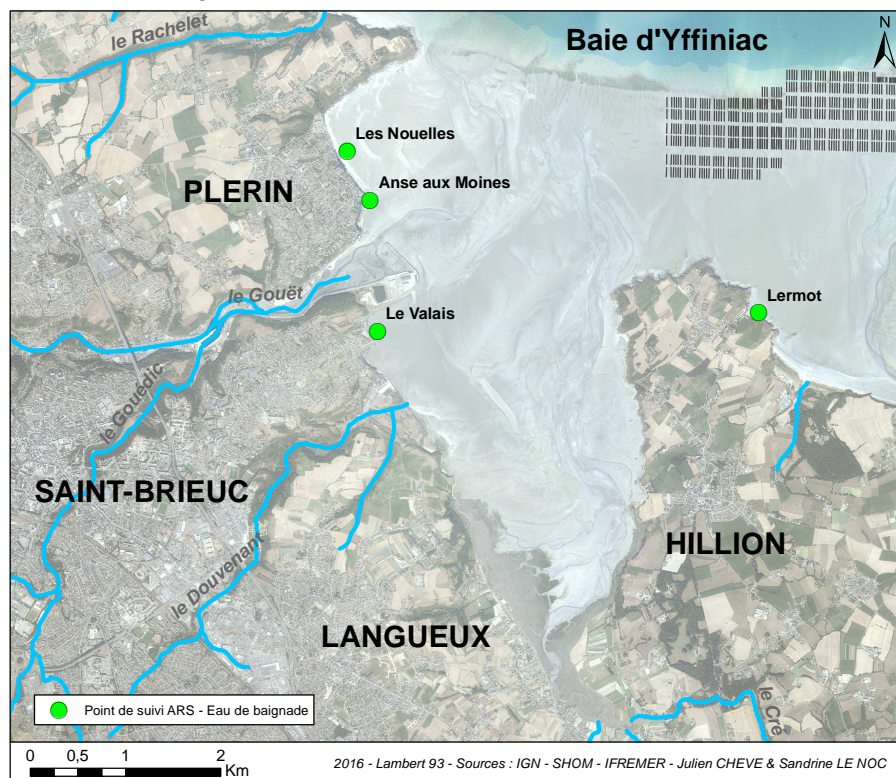 le Rachelet
Baie d'Yffiniac
N
Les Nouelles
PLERIN
Anse aux Moines
le Gouët
Lermot
Le Valais
le Gouédic
SAINT-BRIEUC
HILLION
le Douvenant
LANGUEUX
le Cré
Point de suivi ARS - Eau de baignade
0 0,5 1 2
Km
2016 - Lambert 93 - Sources : IGN - SHOM - IFREMER - Julien CHEVE & Sandrine LE NOC